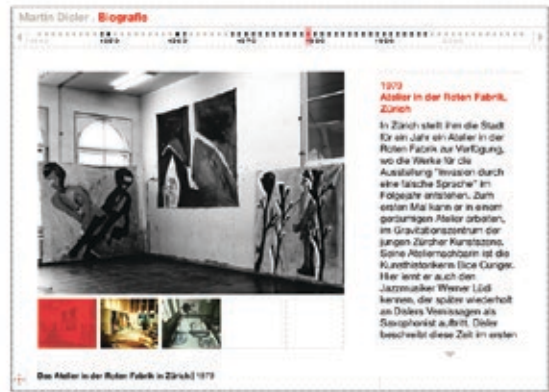 Martin Disler . Biografie
1950 1960 1970 1980 1990 2000
1979
Atelier in der Roten Fabrik,
Zürich
In Zürich stellt ihm die Stadt
für ein Jahr ein Atelier in der
Roten Fabrik zur Verfügung,
wo die Werke für die
Ausstellung "Invasion durch
eine falsche Sprache" im
Folgejahr entstehen. Zum
ersten Mal kann er in einem
geräumigen Atelier arbeiten,
im Gravitationszentrum der
jungen Zürcher Kunstszene.
Seine Ateliernachbarin ist die
Kunsthistorikerin Bice Curiger.
Hier lernt er auch den
Jazzmusiker Werner Lüdi
kennen, der später wiederholt
an Dislers Vernissagen als
Saxophonist auftritt. Disler
beschreibt diese Zeit im ersten
Das Atelier in der Roten Fabrik in Zürich | 1979